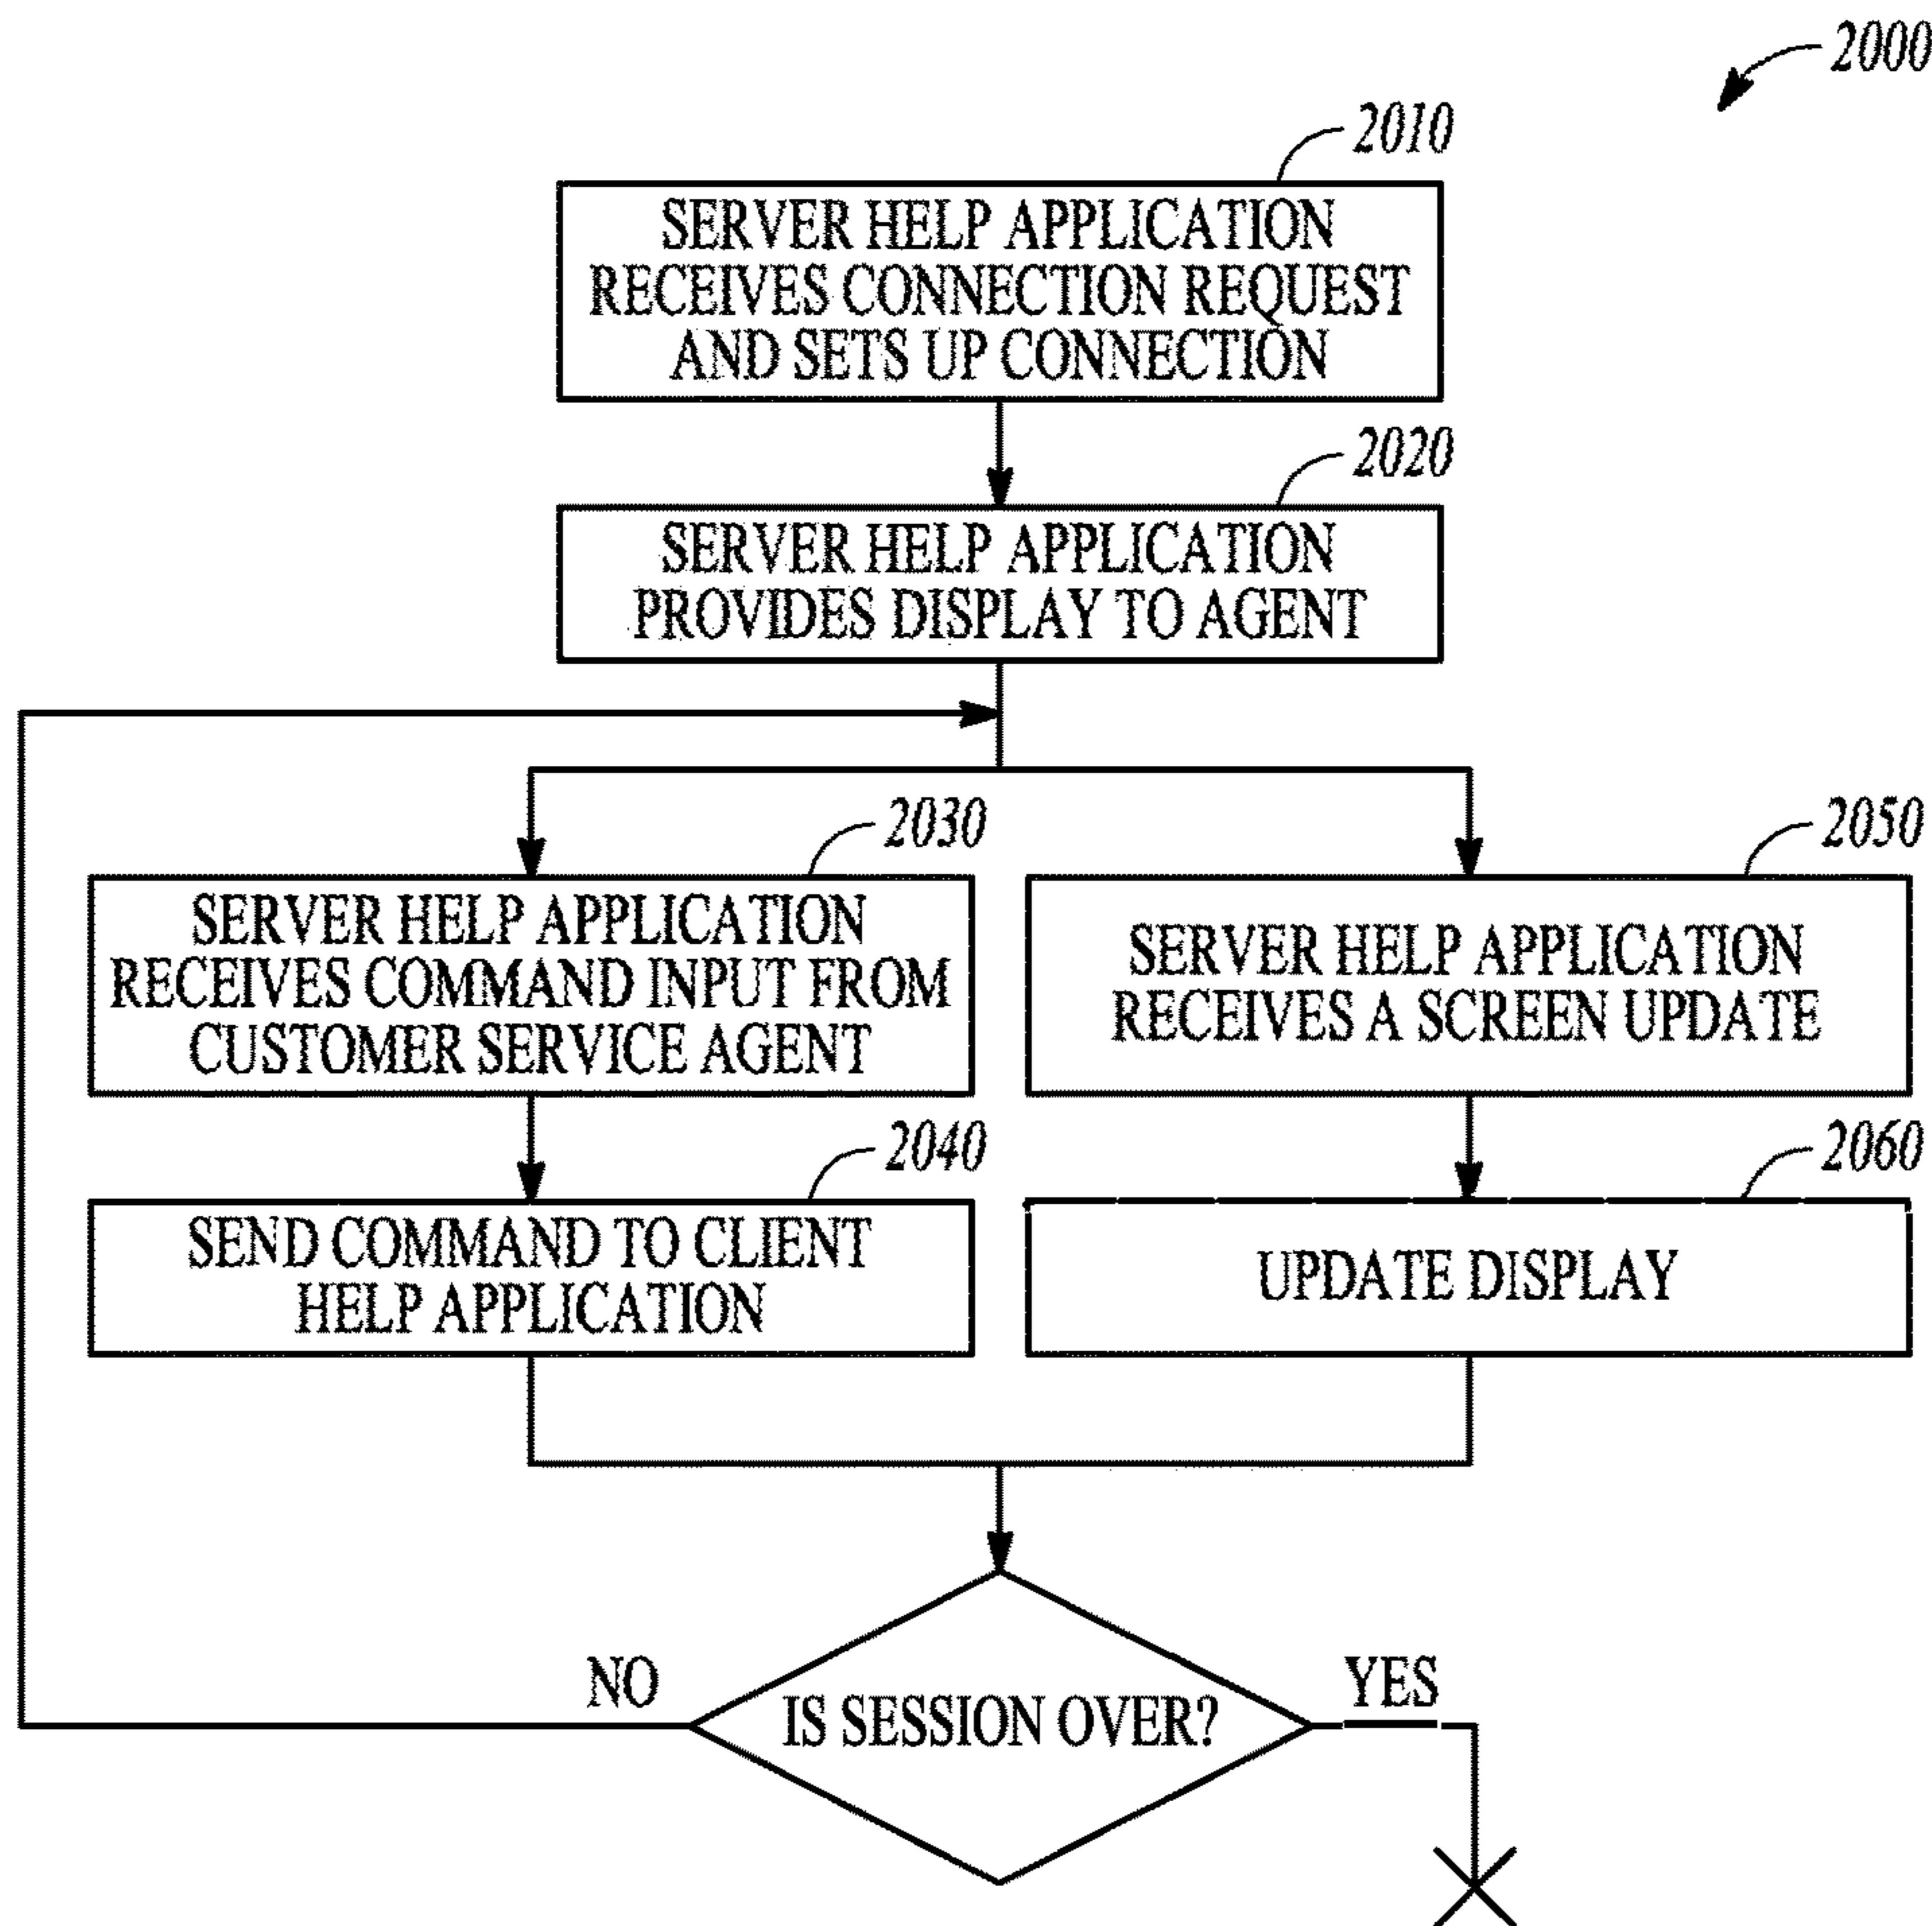 2000
2010
SERVER HELP APPLICATION
RECEIVES CONNECTION REQUEST
AND SETS UP CONNECTION
2020
SERVER HELP APPLICATION
PROVIDES DISPLAY TO AGENT
2030
SERVER HELP APPLICATION
RECEIVES COMMAND INPUT FROM
CUSTOMER SERVICE AGENT
2050
SERVER HELP APPLICATION
RECEIVES A SCREEN UPDATE
2040
SEND COMMAND TO CLIENT
HELP APPLICATION
2060
UPDATE DISPLAY
NO
IS SESSION OVER?
YES